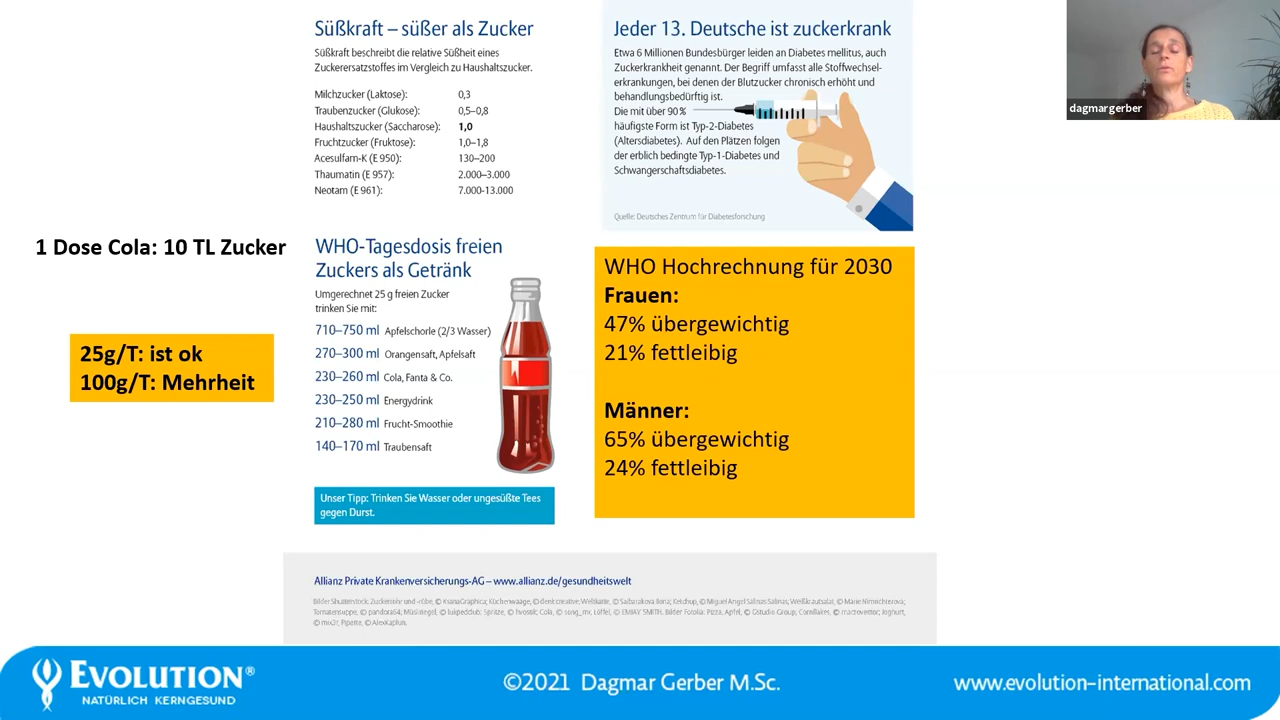 Süßkraft – süßer als Zucker
Süßkraft beschreibt die relative Süßheit eines
Zuckerersatzstoffes im Vergleich zu Haushaltszucker.
Milchzucker (Laktose): 0,3
Traubenzucker (Glukose): 0,5–0,8
Haushaltszucker (Saccharose): 1,0
Fruchtzucker (Fruktose): 1,0–1,8
Acesulfam-K (E 950): 130–200
Thaumatin (E 957): 2.000–3.000
Neotam (E 961): 7.000-13.000
Jeder 13. Deutsche ist zuckerkrank
Etwa 6 Millionen Bundesbürger leiden an Diabetes mellitus, auch
Zuckerkrankheit genannt. Der Begriff umfasst alle Stoffwechsel-
erkrankungen, bei denen der Blutzucker chronisch erhöht und
behandlungsbedürftig ist.
Die mit über 90 %
häufigste Form ist Typ-2-Diabetes
(Altersdiabetes). Auf den Plätzen folgen
der erblich bedingte Typ-1-Diabetes und
Schwangerschaftsdiabetes.
Quelle: Deutsches Zentrum für Diabetesforschung
dagmargerber
1 Dose Cola: 10 TL Zucker
25g/T: ist ok
100g/T: Mehrheit
WHO-Tagesdosis freien
Zuckers als Getränk
Umgerechnet 25 g freien Zucker
trinken Sie mit:
710–750 ml Apfelschorle (2/3 Wasser)
270–300 ml Orangensaft, Apfelsaft
230–260 ml Cola, Fanta & Co.
230–250 ml Energydrink
210–280 ml Frucht-Smoothie
140–170 ml Traubensaft
Unser Tipp: Trinken Sie Wasser oder ungesüßte Tees
gegen Durst.
WHO Hochrechnung für 2030
Frauen:
47% übergewichtig
21% fettleibig
Männer:
65% übergewichtig
24% fettleibig
Allianz Private Krankenversicherungs-AG – www.allianz.de/gesundheitswelt
EVOLUTION®
NATÜRLICH KERNGESUND
©2021 Dagmar Gerber M.Sc.
www.evolution-international.com